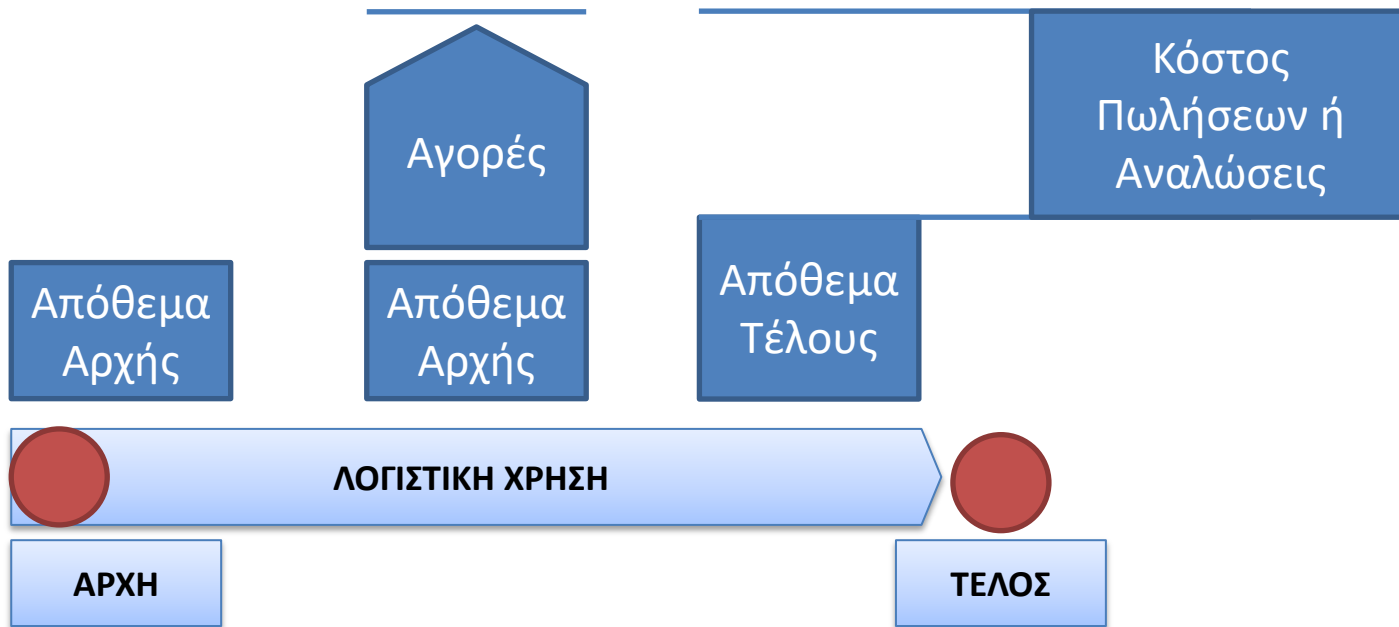 Κόστος
Πωλήσεων ή
Αναλώσεις
Αγορές
Απόθεμα
Αρχής
Απόθεμα
Αρχής
Απόθεμα
Τέλους
ΛΟΓΙΣΤΙΚΗ ΧΡΗΣΗ
ΑΡΧΗ
ΤΕΛΟΣ